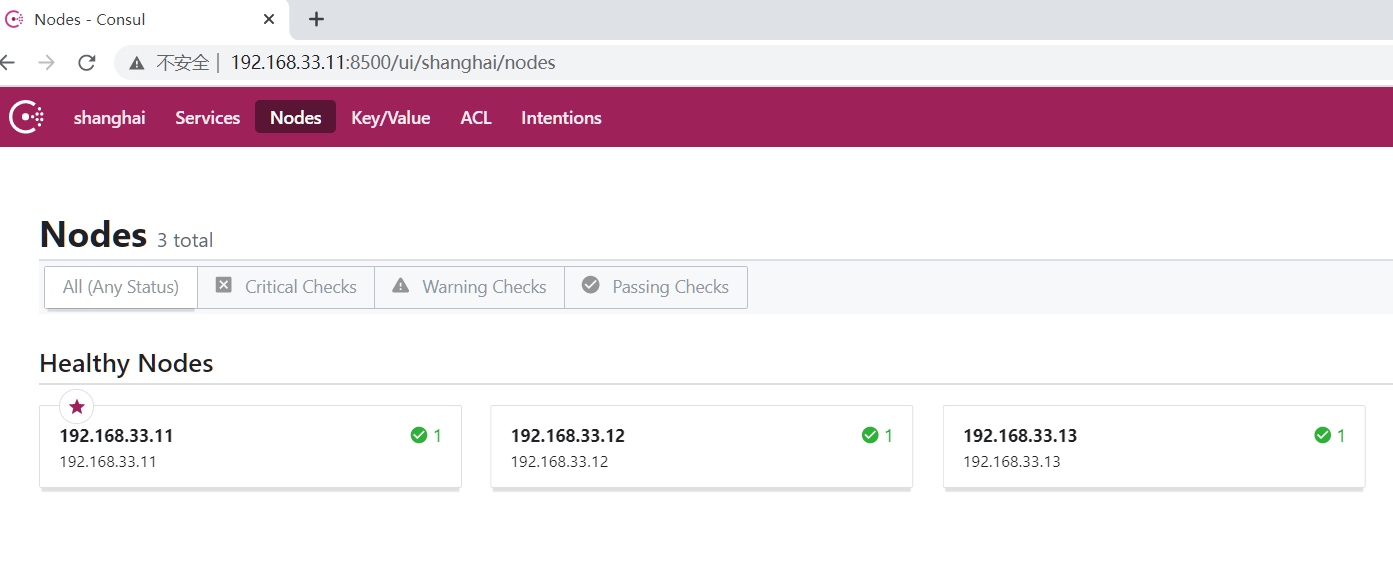 Nodes - Consul
不安全 | 192.168.33.11:8500/ui/shanghai/nodes
shanghai Services Nodes Key/Value ACL Intentions
Nodes 3 total
All (Any Status) Critical Checks Warning Checks Passing Checks
Healthy Nodes
192.168.33.11 1 192.168.33.12 1 192.168.33.13 1
192.168.33.11 192.168.33.12 192.168.33.13